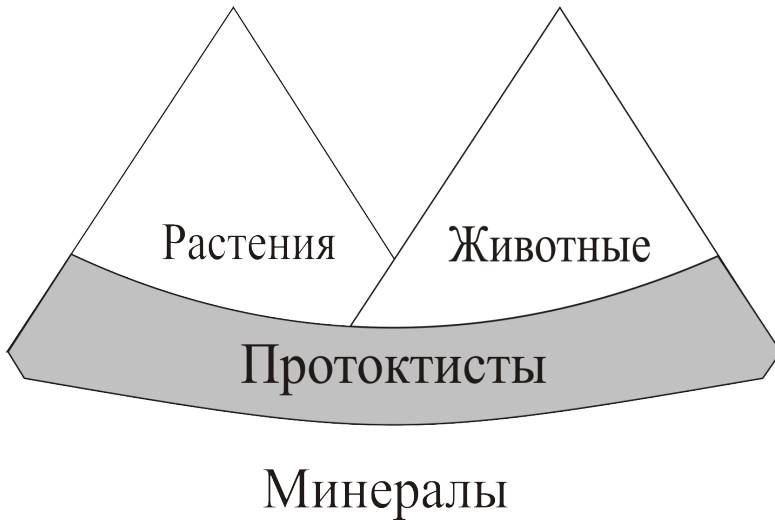 Растения
Животные
Протоктисты
Минералы